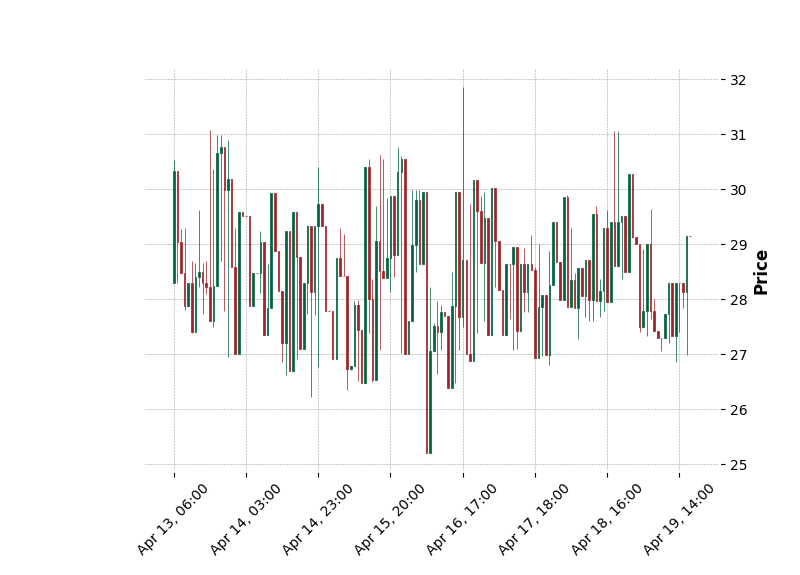 32
31
30
29
28
27
26
25
Price
Apr 13, 06:00
Apr 14, 03:00
Apr 14, 23:00
Apr 15, 20:00
Apr 16, 17:00
Apr 17, 18:00
Apr 18, 16:00
Apr 19, 14:00